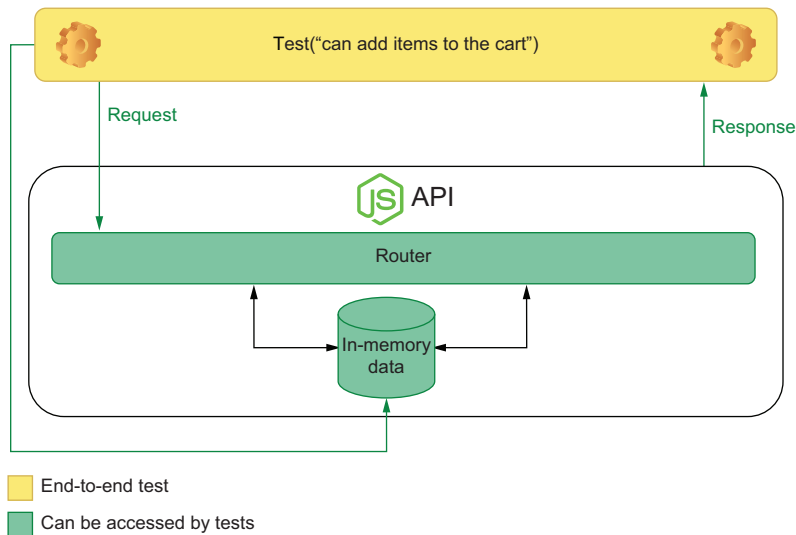 Test(“can add items to the cart”)
Request
Response
JS API
Router
In-memory
data
End-to-end test
Can be accessed by tests